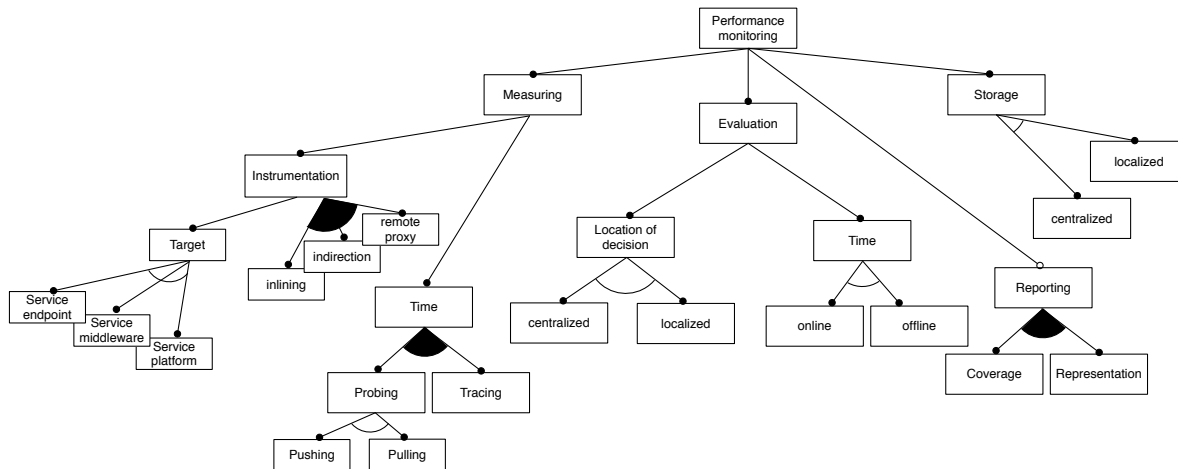 Performance
monitoring
Measuring
Storage
Evaluation
localized
Instrumentation
centralized
remote
proxy
Location of
decision
Time
Target
indirection
inlining
Reporting
Service
endpoint
Service
middleware
Service
platform
Time
centralized
localized
online
offline
Coverage
Representation
Probing
Tracing
Pushing
Pulling